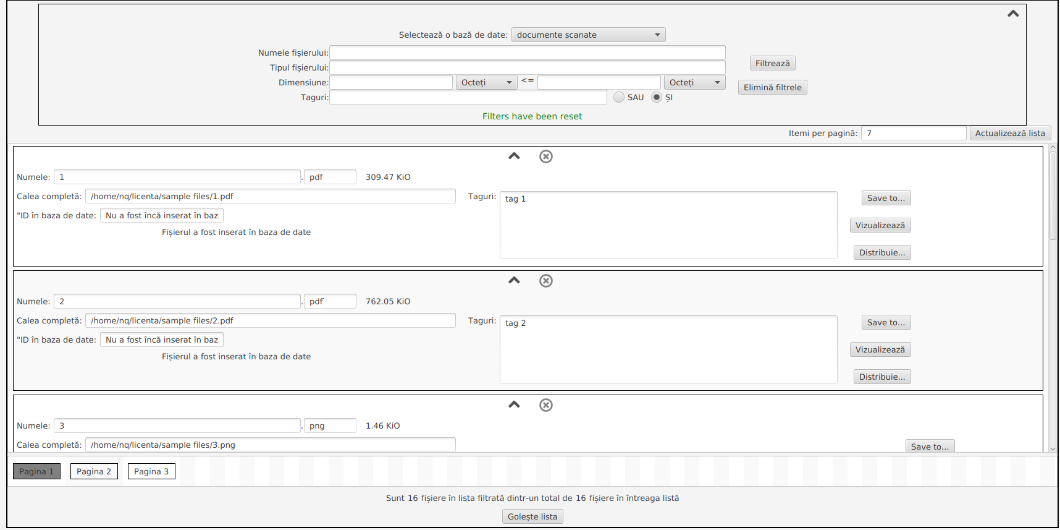 Selectează o bază de date: documente scanate
Numele fișierului:
Tipul fișierului:
Filtrează
Dimensiune: Octeți <= Octeți
Elimină filtrele
Taguri: SAU ȘI
Filters have been reset
Itemi per pagină: 7 Actualizează lista
Numele: 1 . pdf 309.47 KiO
Calea completă: /home/nq/licenta/sample files/1.pdf Taguri: tag 1 Save to...
"ID în baza de date: Nu a fost încă inserat în baz
Vizualizează
Fișierul a fost inserat în baza de date
Distribuie...
Numele: 2 . pdf 762.05 KiO
Calea completă: /home/nq/licenta/sample files/2.pdf Taguri: tag 2 Save to...
"ID în baza de date: Nu a fost încă inserat în baz
Vizualizează
Fișierul a fost inserat în baza de date
Distribuie...
Numele: 3 . png 1.46 KiO
Calea completă: /home/nq/licenta/sample files/3.png Save to...
Pagina 1 Pagina 2 Pagina 3
Sunt 16 fișiere în lista filtrată dintr-un total de 16 fișiere în întreaga listă
Golește lista